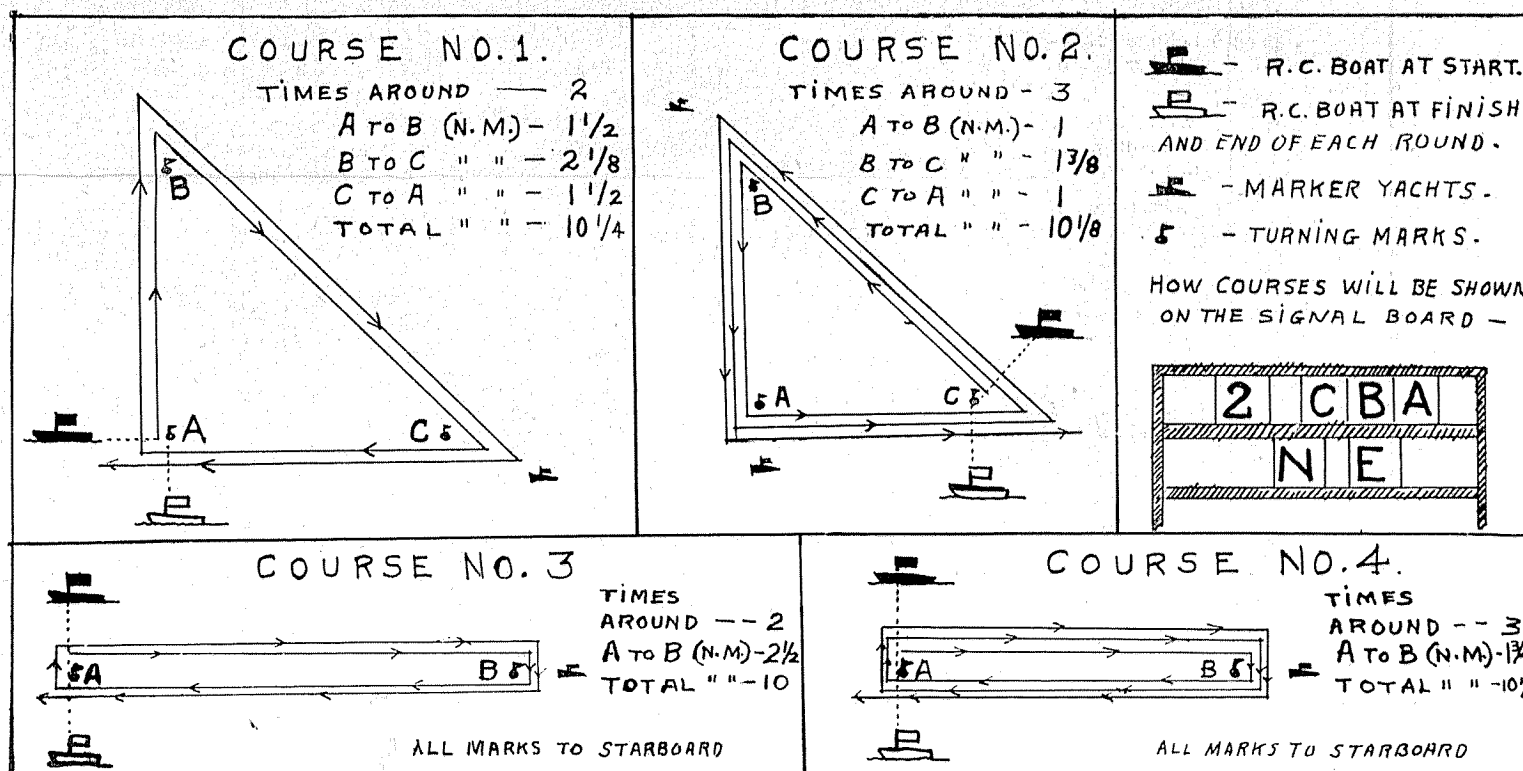 COURSE NO.1.
TIMES AROUND — 2
A TO B (N.M.) - 1 1/2
B TO C " " - 2 1/8
C TO A " " - 1 1/2
TOTAL " " - 10 1/4
B
A
C
COURSE NO.2.
TIMES AROUND - 3
A TO B (N.M.) - 1
B TO C " " - 1 3/8
C TO A " " - 1
TOTAL " " - 10 1/8
B
A
C
- R.C. BOAT AT START.
- R.C. BOAT AT FINISH
AND END OF EACH ROUND.
- MARKER YACHTS.
- TURNING MARKS.
HOW COURSES WILL BE SHOWN
ON THE SIGNAL BOARD —
2 CBA
NE
COURSE NO. 3
TIMES
AROUND -- 2
A TO B (N.M.) - 2 1/2
TOTAL " " - 10
A
B
ALL MARKS TO STARBOARD
COURSE NO.4.
TIMES
AROUND -- 3
A TO B (N.M.)
TOTAL " "
A
B
ALL MARKS TO STARBOARD